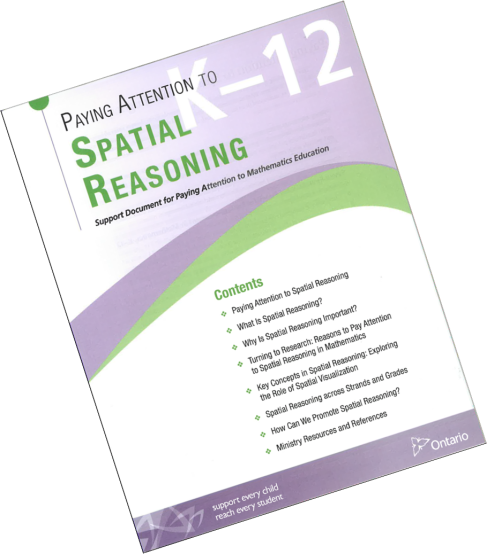 K–12
PAYING ATTENTION TO
SPATIAL
REASONING
Support Document for Paying Attention to Mathematics Education
Contents
Paying Attention to Spatial Reasoning
What Is Spatial Reasoning?
Why Is Spatial Reasoning Important?
Turning to Research: Reasons to Pay Attention
to Spatial Reasoning in Mathematics
Key Concepts in Spatial Reasoning: Exploring
the Role of Spatial Visualization
Spatial Reasoning across Strands and Grades
How Can We Promote Spatial Reasoning?
Ministry Resources and References
support every child
reach every student
Ontario